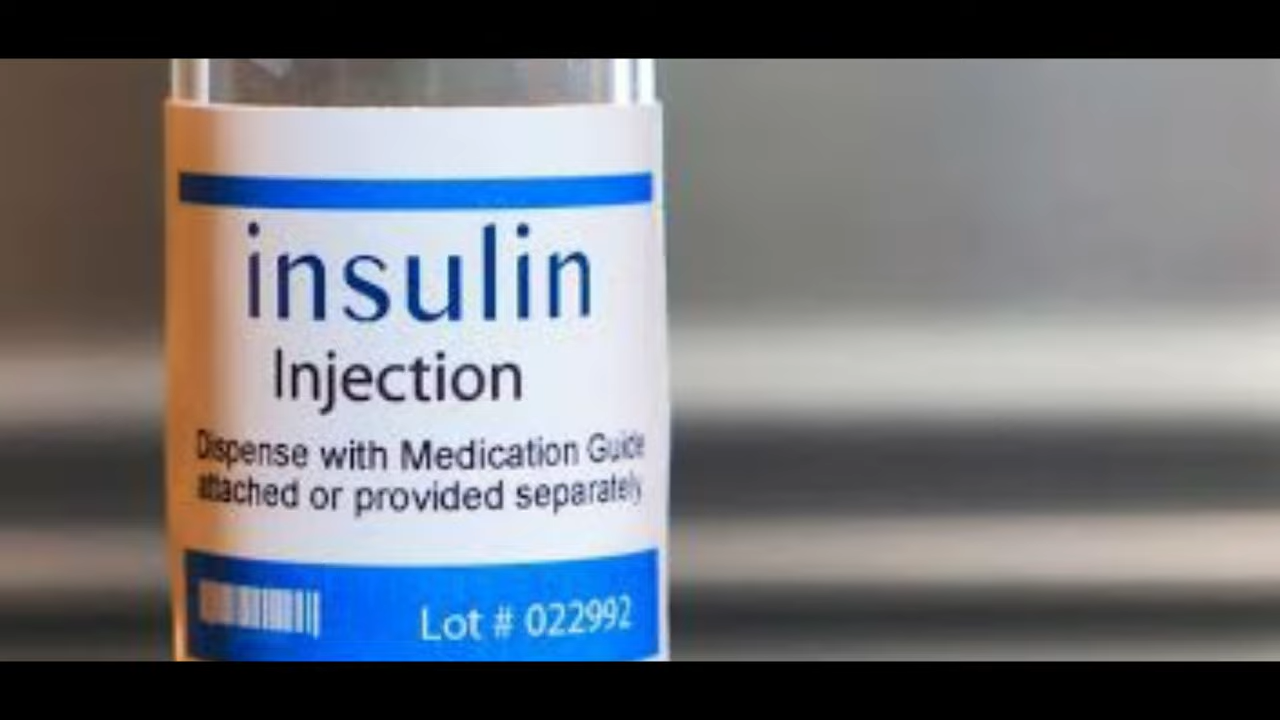 insulin
Injection
Dispense with Medication Guide
attached or provided separately
Lot # 022992